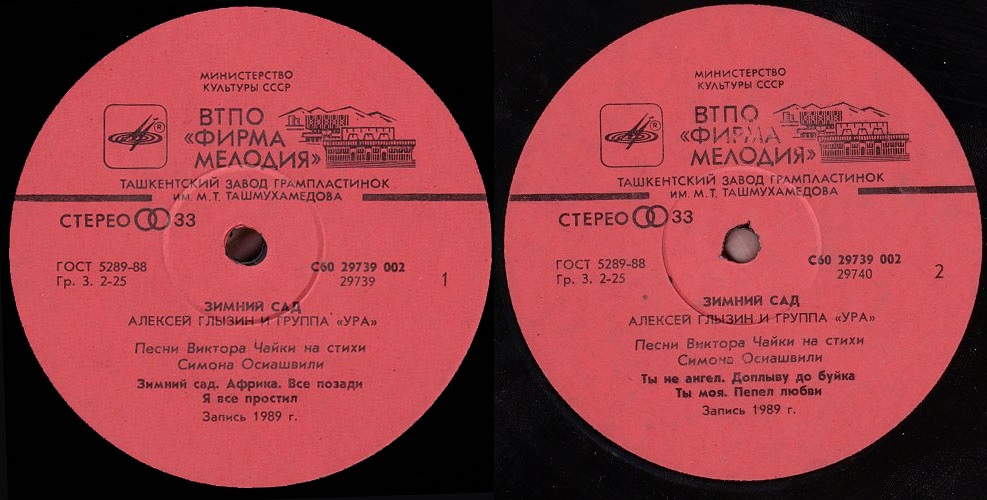 МИНИСТЕРСТВО
КУЛЬТУРЫ СССР
ВТПО
«ФИРМА
МЕЛОДИЯ»
ТАШКЕНТСКИЙ ЗАВОД ГРАМПЛАСТИНОК
ИМ. М. Т. ТАШМУХАМЕДОВА
СТЕРЕО 33
ГОСТ 5289-88
Гр. 3. 2-25
С60 29739 002
29739
1
ЗИМНИЙ САД
АЛЕКСЕЙ ГЛЫЗИН И ГРУППА «УРА»
Песни Виктора Чайки на стихи
Симона Осиашвили
Зимний сад. Африка. Все позади
Я все простил
Запись 1989 г.
МИНИСТЕРСТВО
КУЛЬТУРЫ СССР
ВТПО
«ФИРМА
МЕЛОДИЯ»
ТАШКЕНТСКИЙ ЗАВОД ГРАМПЛАСТИНОК
ИМ. М. Т. ТАШМУХАМЕДОВА
СТЕРЕО 33
ГОСТ 5289-88
Гр. 3. 2-25
С60 29739 002
29740
2
ЗИМНИЙ САД
АЛЕКСЕЙ ГЛЫЗИН И ГРУППА «УРА»
Песни Виктора Чайки на стихи
Симона Осиашвили
Ты не ангел. Доплыву до буйка
Ты моя. Пепел любви
Запись 1989 г.